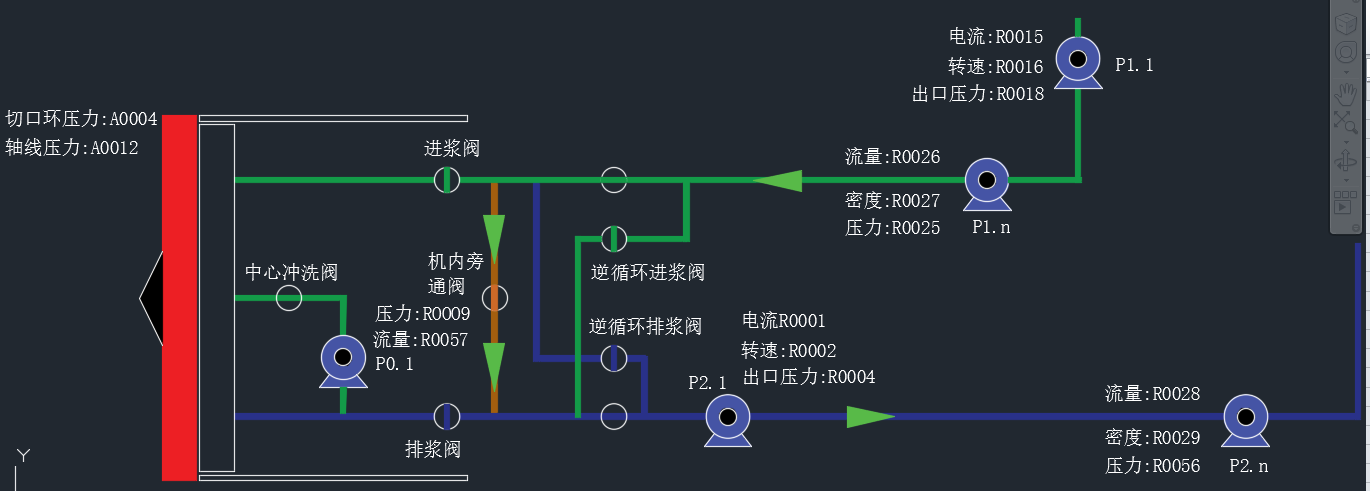 电流:R0015
转速:R0016
出口压力:R0018
P1.1
切口环压力:A0004
轴线压力:A0012
进浆阀
流量:R0026
密度:R0027
压力:R0025
P1.n
中心冲洗阀
机内旁
通阀
逆循环进浆阀
压力:R0009
流量:R0057
P0.1
逆循环排浆阀
电流R0001
转速:R0002
出口压力:R0004
P2.1
流量:R0028
密度:R0029
压力:R0056
P2.n
排浆阀
Y